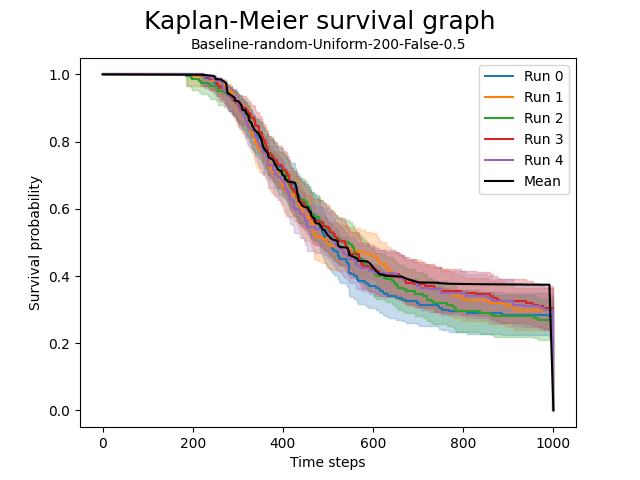 Kaplan-Meier survival graph
Baseline-random-Uniform-200-False-0.5
Survival probability
1.0
0.8
0.6
0.4
0.2
0.0
Run 0
Run 1
Run 2
Run 3
Run 4
Mean
0 200 400 600 800 1000
Time steps